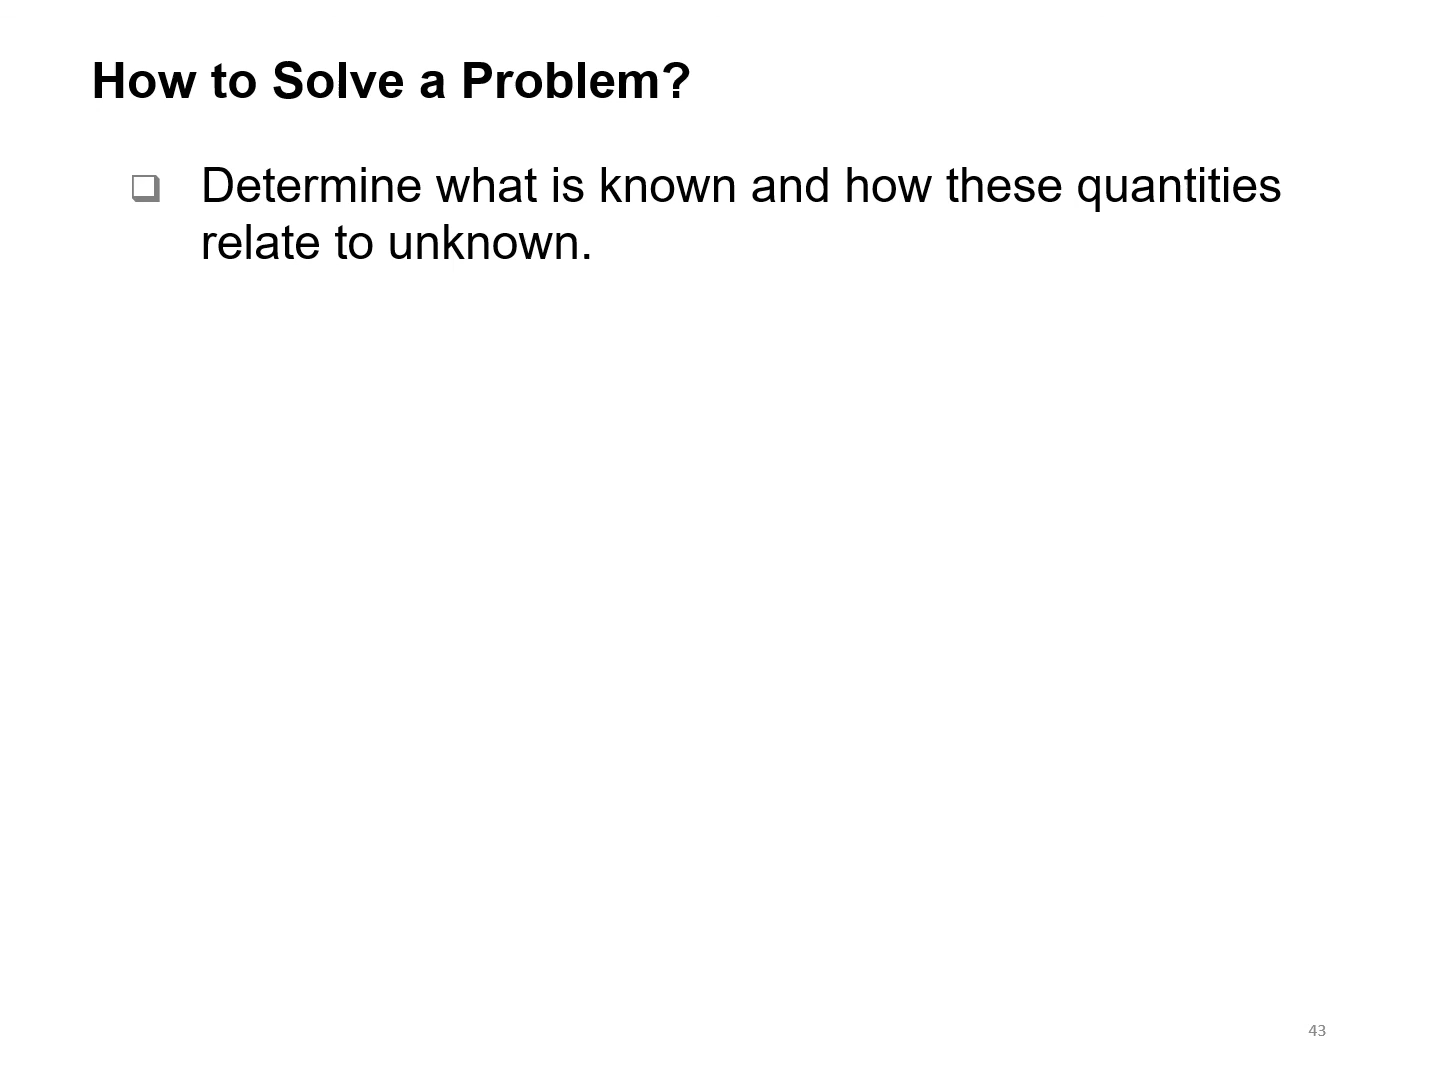 How to Solve a Problem?
❑ Determine what is known and how these quantities
relate to unknown.
43